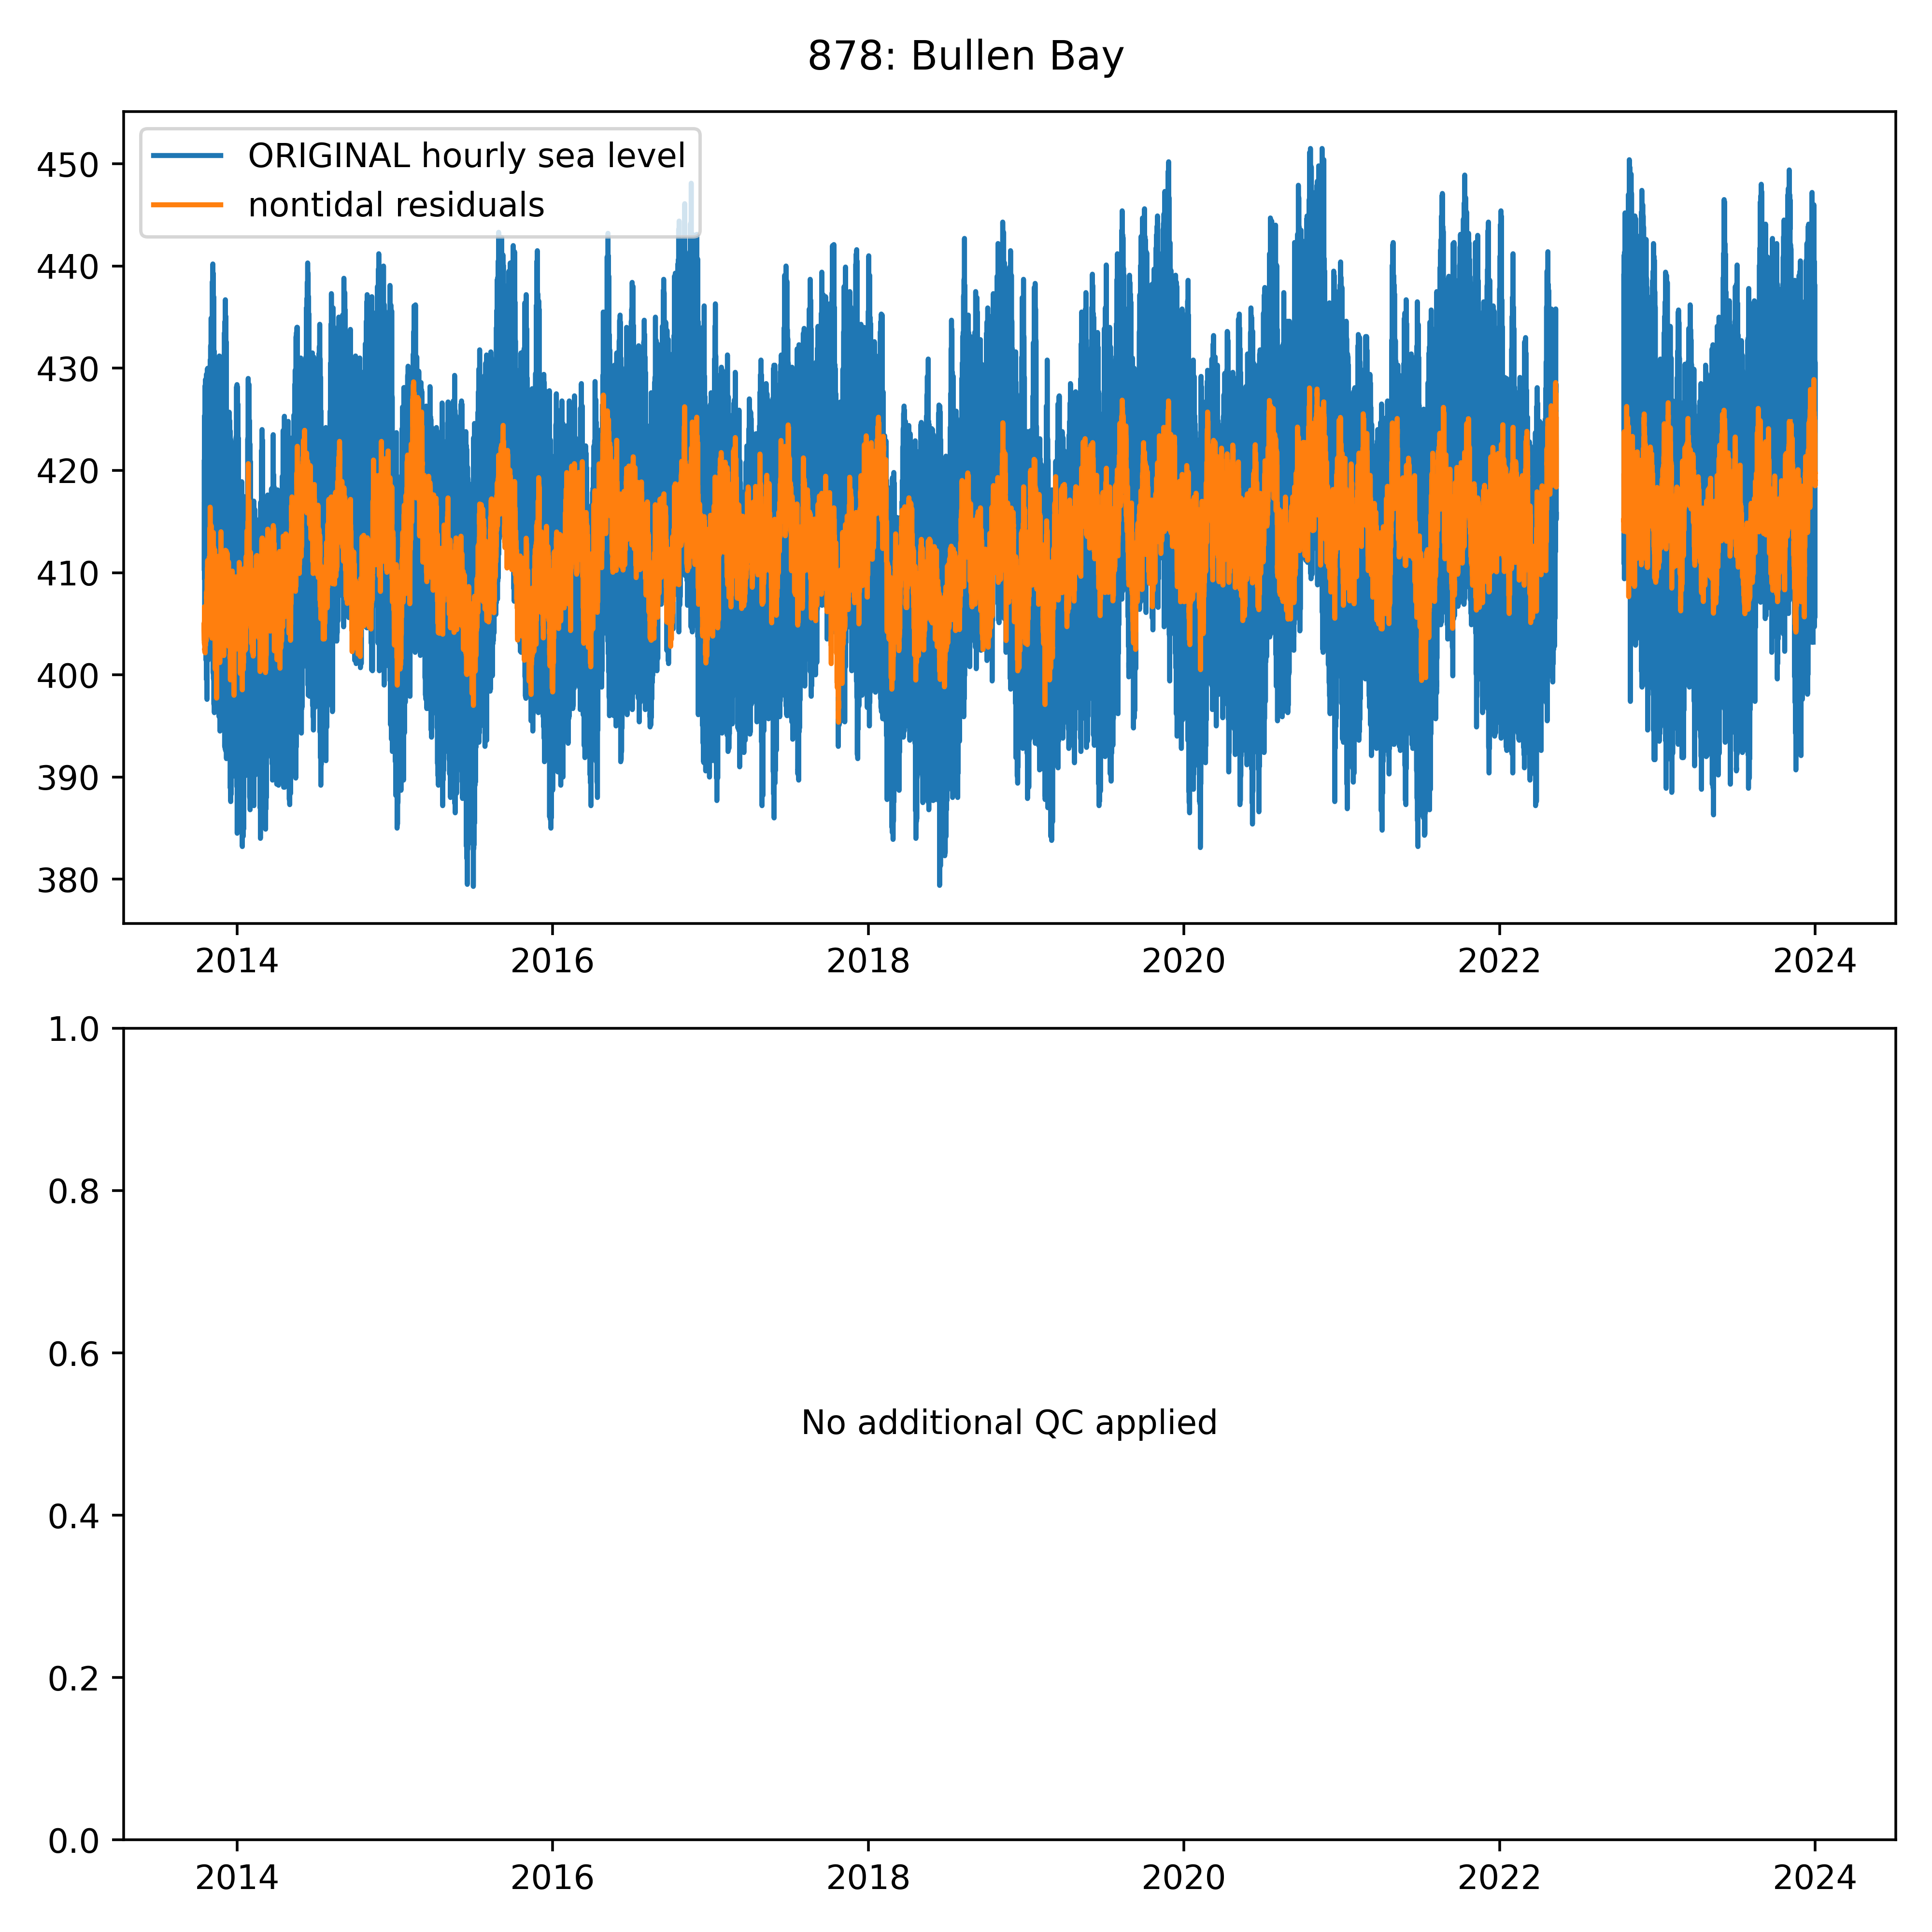 878: Bullen Bay
ORIGINAL hourly sea level
nontidal residuals
450
440
430
420
410
400
390
380
2014 2016 2018 2020 2022 2024
1.0
0.8
0.6
No additional QC applied
0.4
0.2
0.0
2014 2016 2018 2020 2022 2024